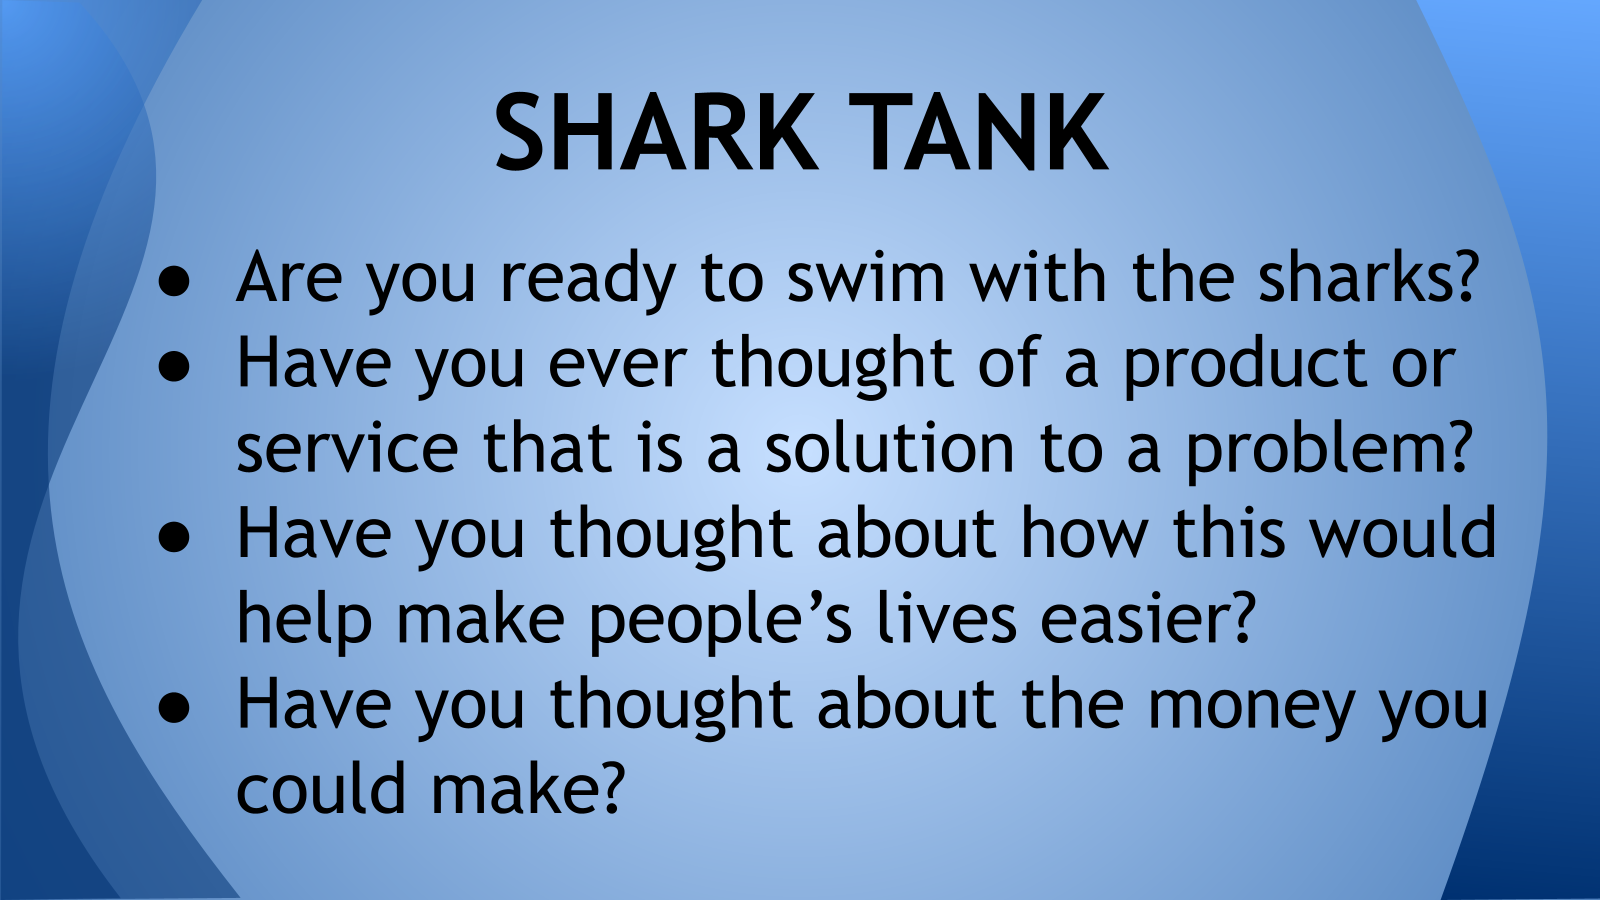 SHARK TANK
● Are you ready to swim with the sharks?
● Have you ever thought of a product or
service that is a solution to a problem?
● Have you thought about how this would
help make people’s lives easier?
● Have you thought about the money you
could make?